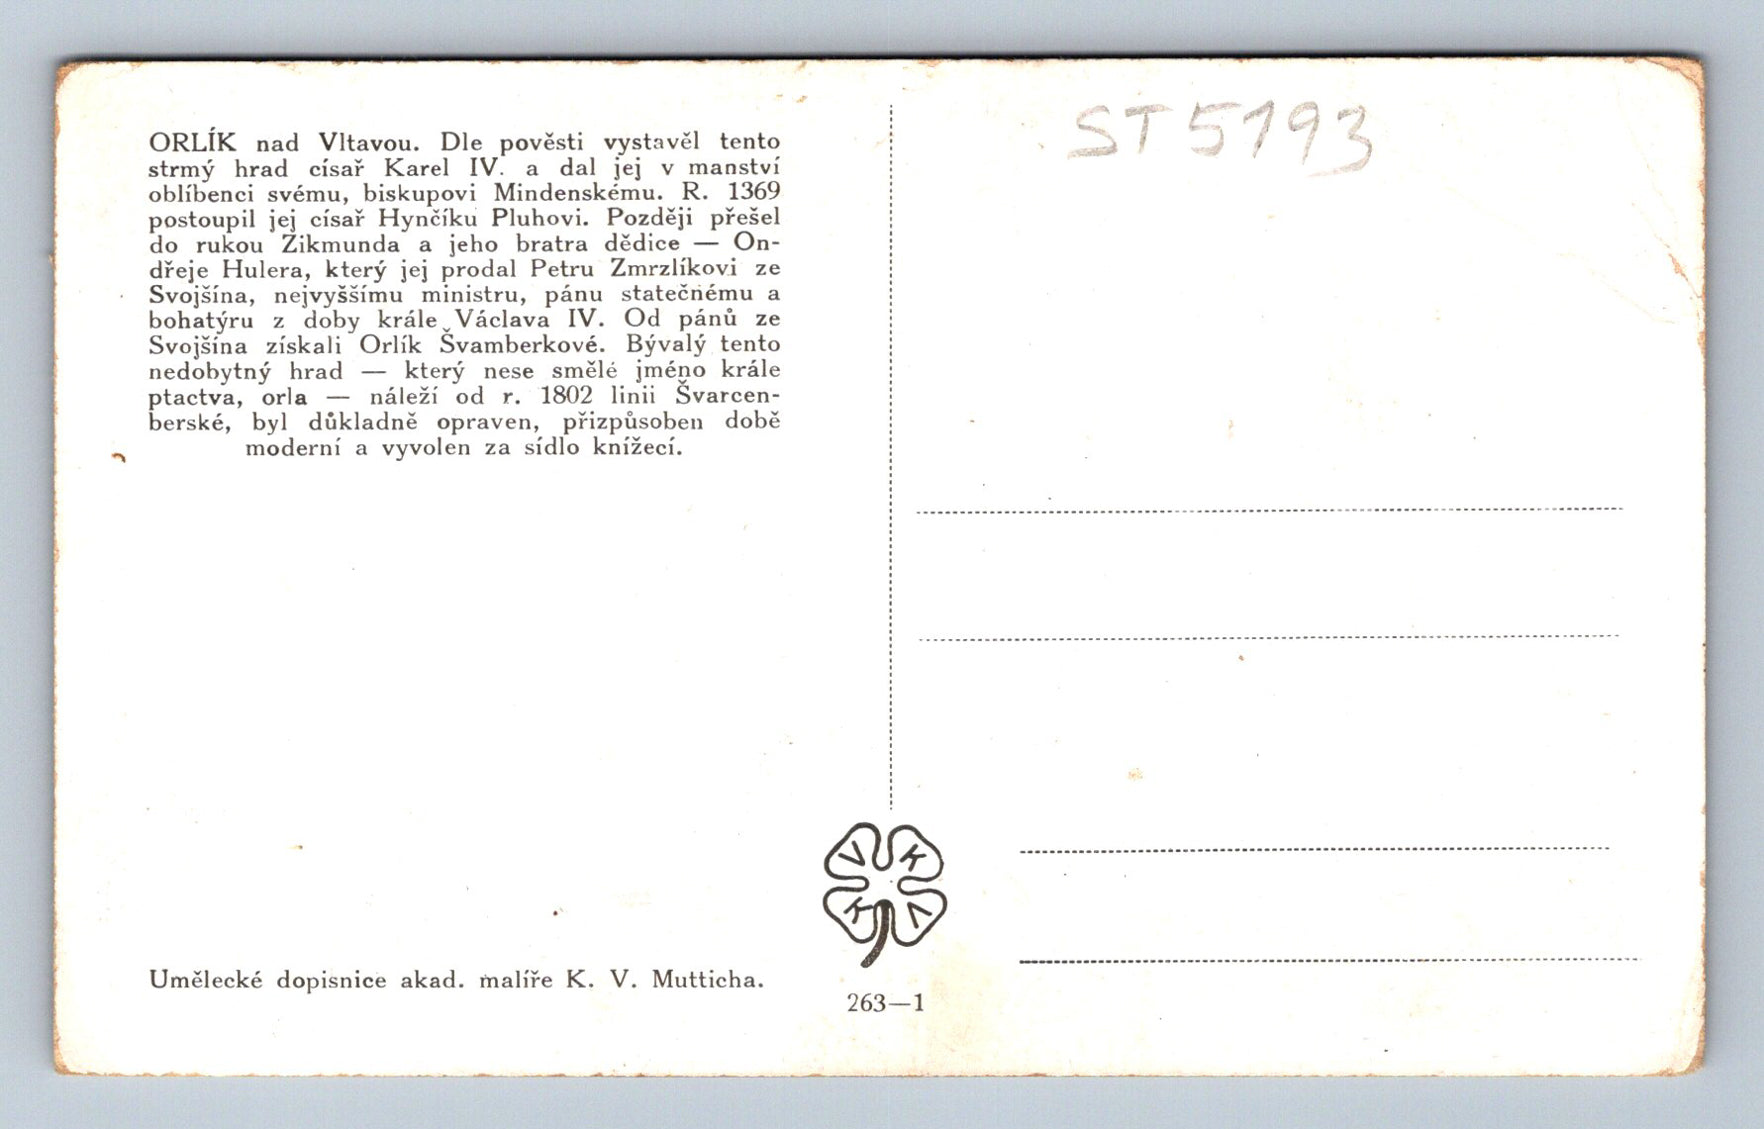 ORLÍK nad Vltavou. Dle pověsti vystavěl tento
strmý hrad císař Karel IV. a dal jej v manství
oblíbenci svému, biskupovi Mindenskému. R. 1369
postoupil jej císař Hynčíku Pluhovi. Později přešel
do rukou Zikmunda a jeho bratra dědice — On-
dřeje Hulera, který jej prodal Petru Zmrzlíkovi ze
Svojšína, nejvyššímu ministru, pánu statečnému a
bohatýru z doby krále Václava IV. Od pánů ze
Svojšína získali Orlík Švamberkové. Bývalý tento
nedobytný hrad — který nese smělé jméno krále
ptactva, orla — náleží od r. 1802 linii Švarcen-
berské, byl důkladně opraven, přizpůsoben době
moderní a vyvolen za sídlo knížecí.
Umělecké dopisnice akad. malíře K. V. Mutticha.
ST 5193
V K
K V
263—1